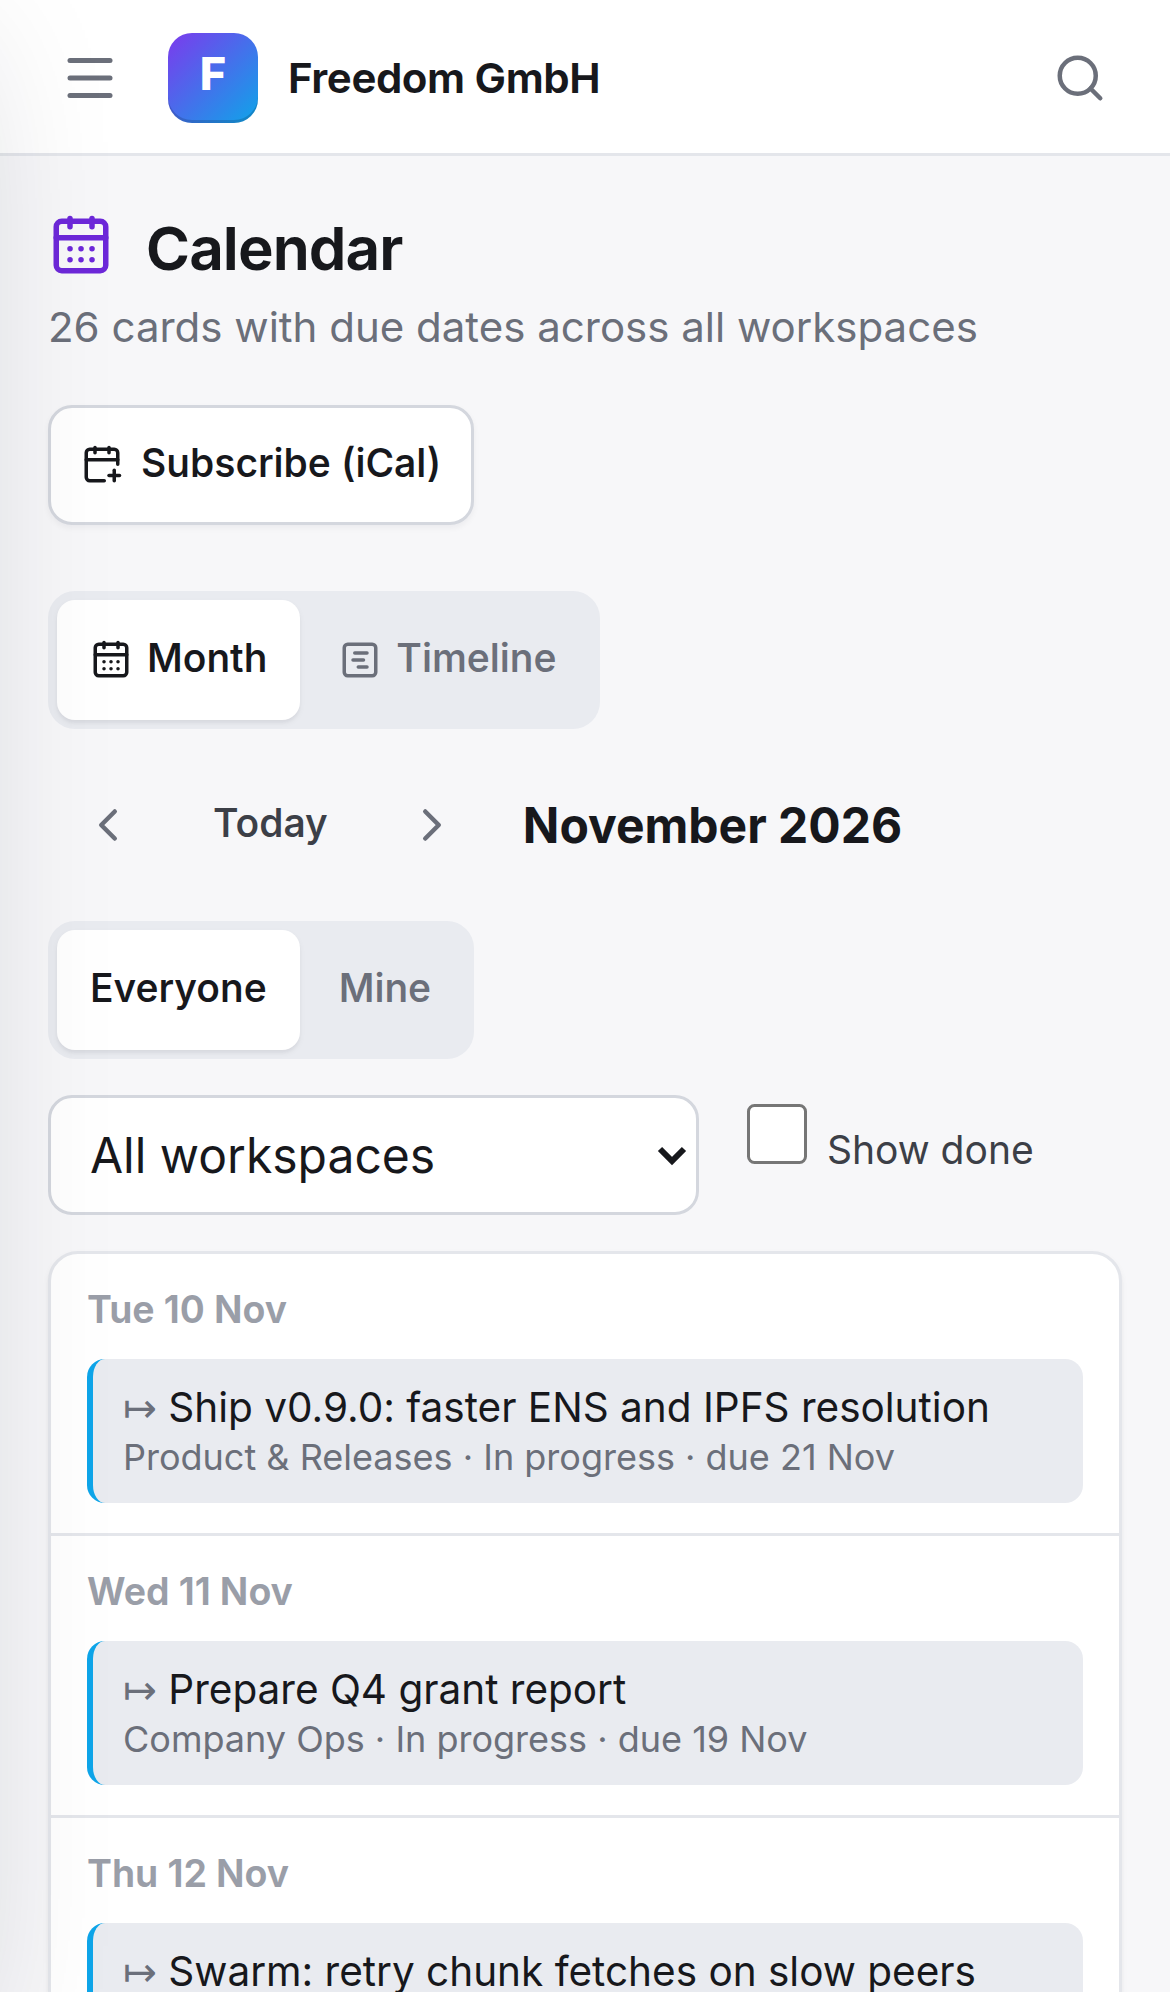 F Freedom GmbH
Calendar
26 cards with due dates across all workspaces
Subscribe (iCal)
Month Timeline
Today November 2026
Everyone Mine
All workspaces Show done
Tue 10 Nov
↦ Ship v0.9.0: faster ENS and IPFS resolution
Product & Releases · In progress · due 21 Nov
Wed 11 Nov
↦ Prepare Q4 grant report
Company Ops · In progress · due 19 Nov
Thu 12 Nov
↦ Swarm: retry chunk fetches on slow peers